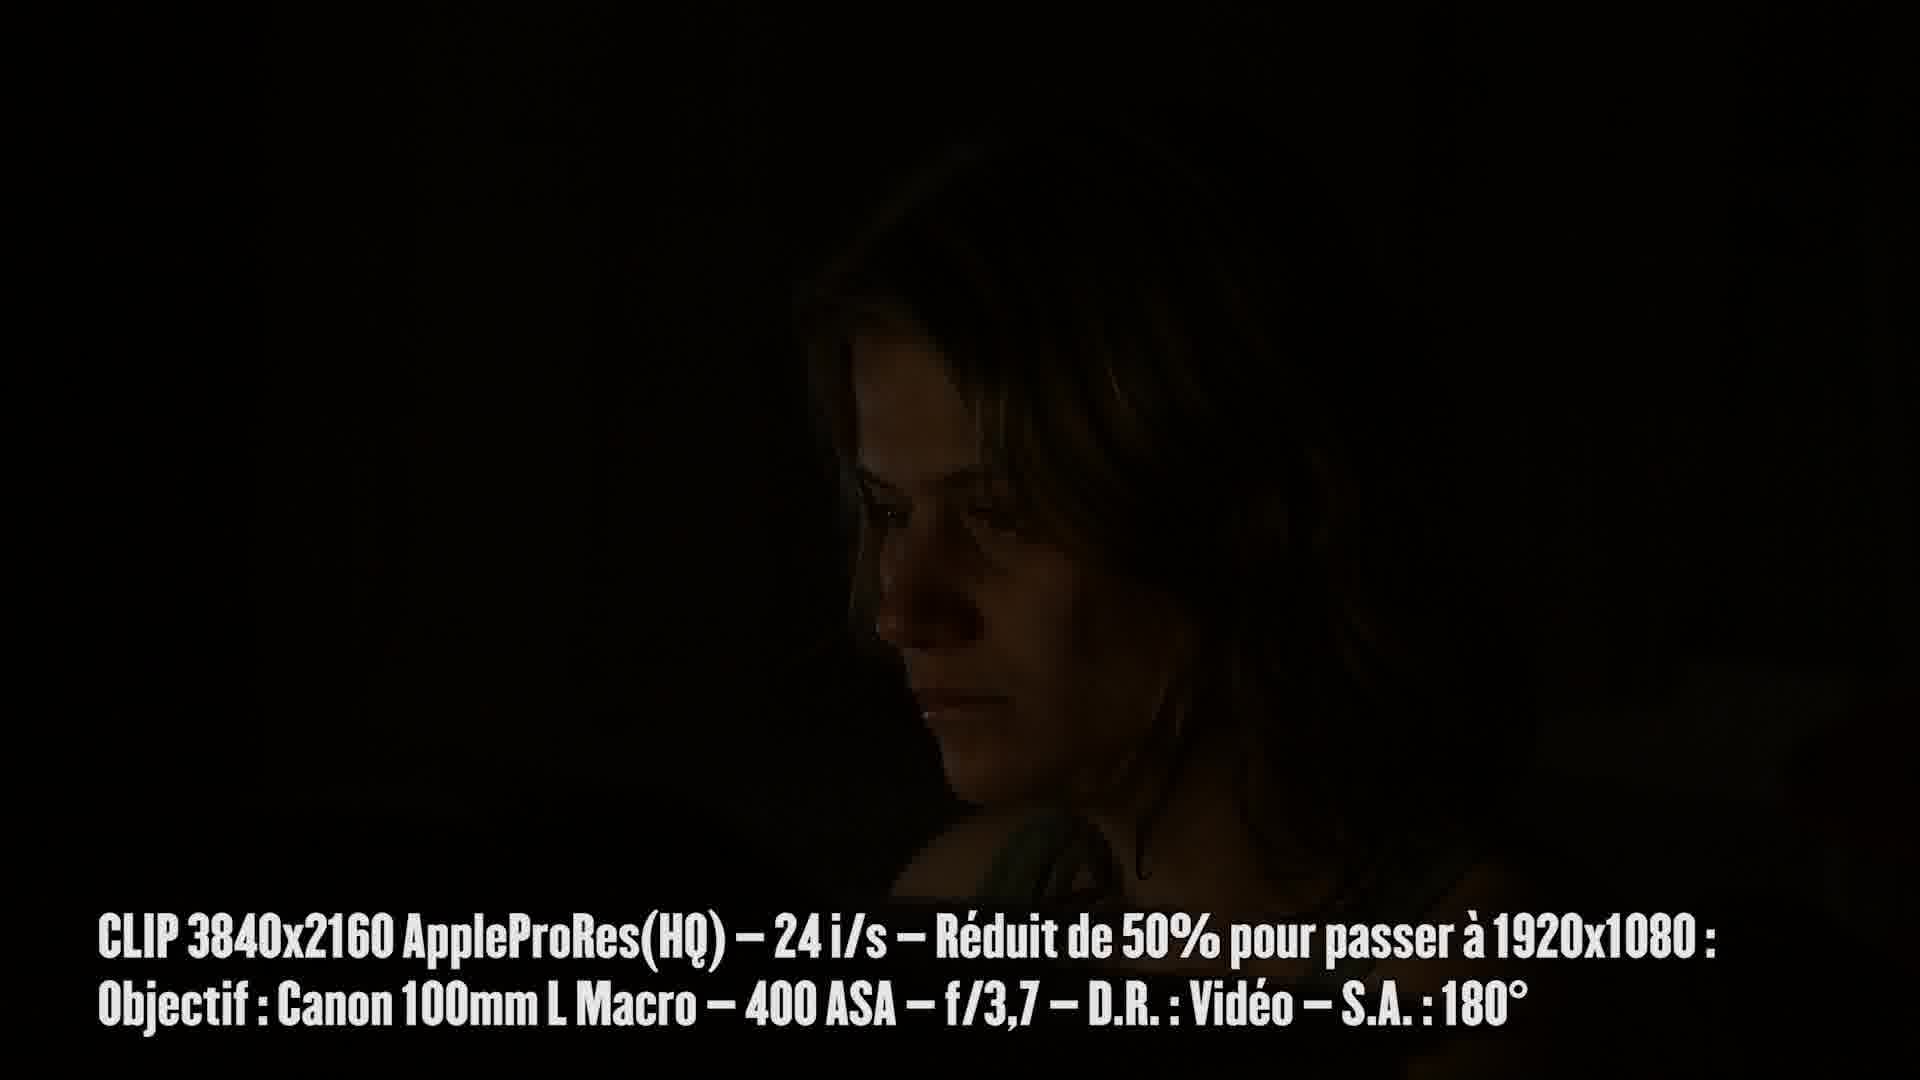 CLIP 3840x2160 AppleProRes(HQ) – 24 i/s – Réduit de 50% pour passer à 1920x1080 :
Objectif : Canon 100mm L Macro – 400 ASA – f/3,7 – D.R. : Vidéo – S.A. : 180°